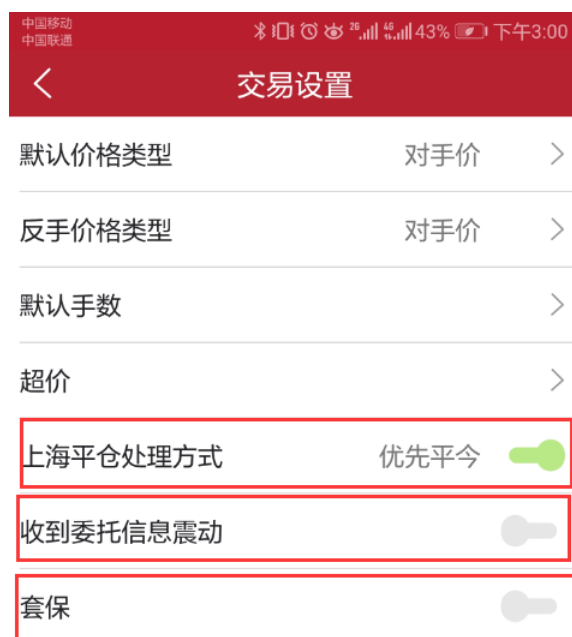 中国移动
中国联通
2G 4G 43% 下午3:00
交易设置
默认价格类型 对手价
反手价格类型 对手价
默认手数
超价
上海平仓处理方式 优先平今
收到委托信息震动
套保